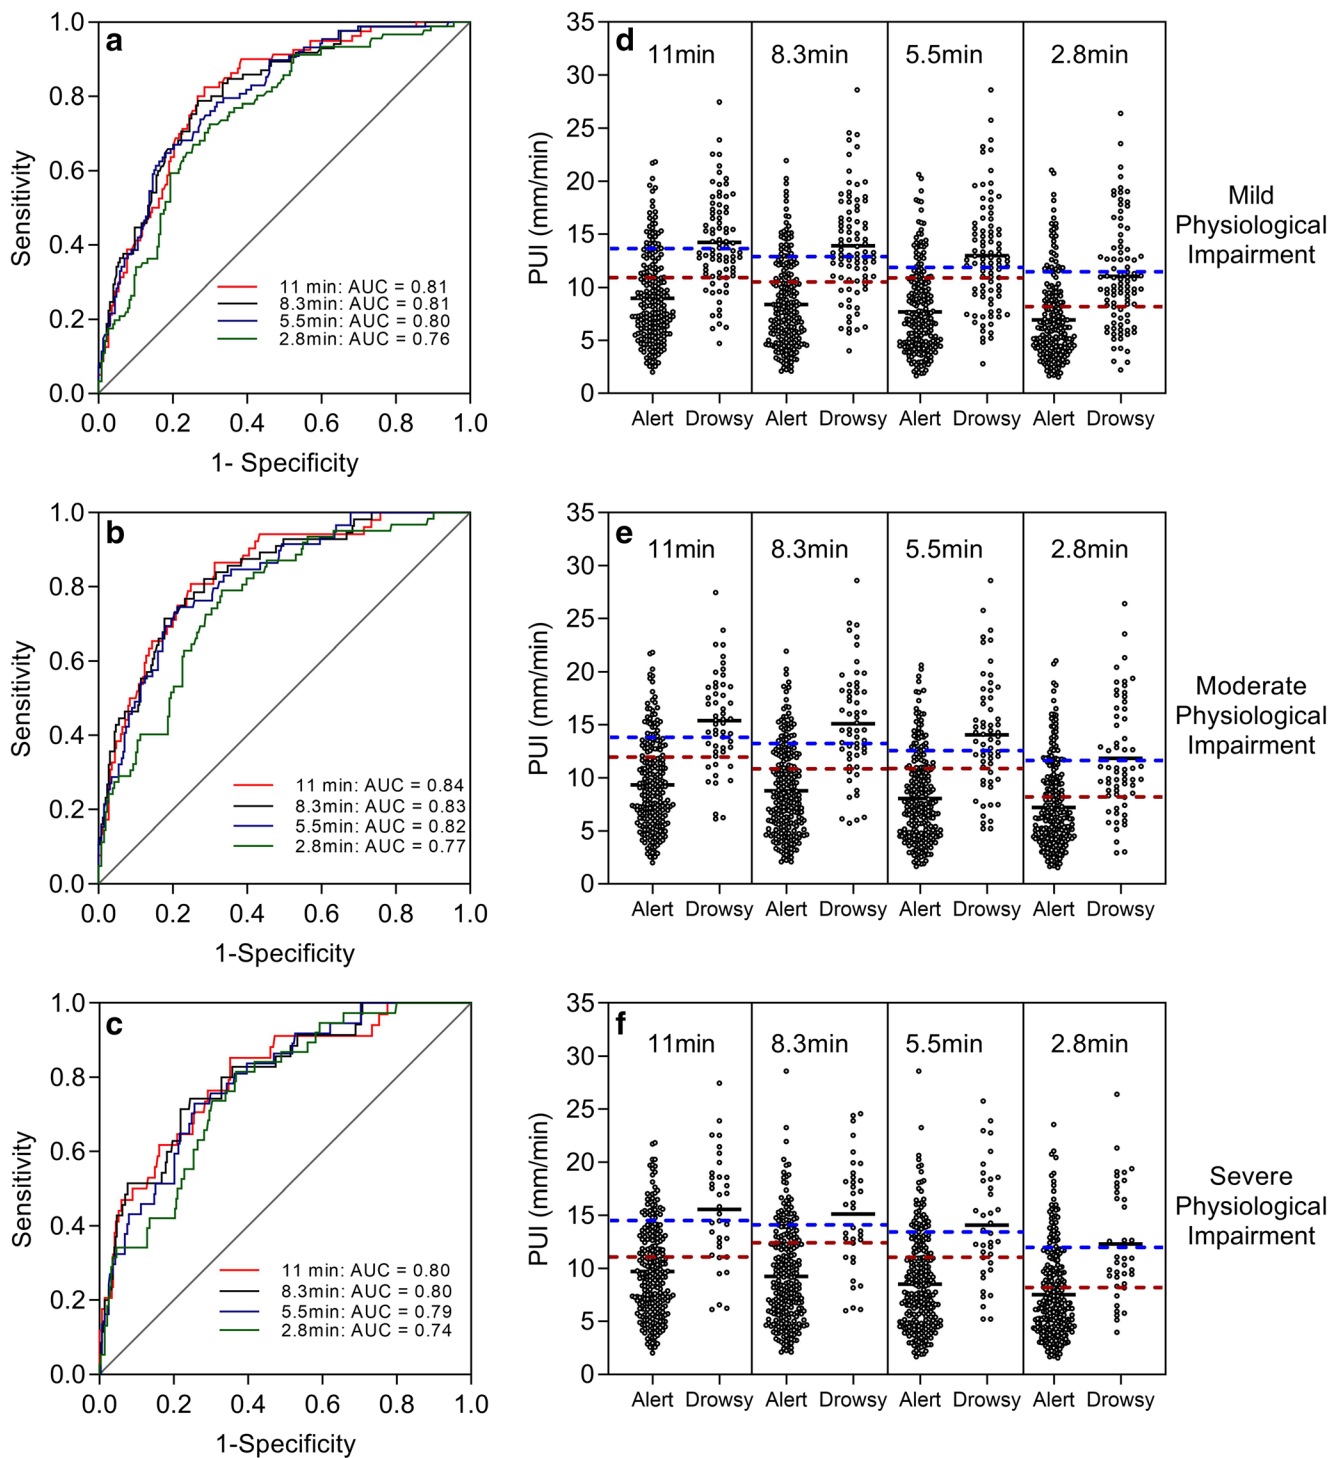 a
1.0
0.8
0.6
0.4
0.2
0.0
Sensitivity
11 min: AUC = 0.81
8.3min: AUC = 0.81
5.5min: AUC = 0.80
2.8min: AUC = 0.76
0.0 0.2 0.4 0.6 0.8 1.0
1- Specificity
d
35
30
25
20
15
10
5
0
PUI (mm/min)
11min 8.3min 5.5min 2.8min
Alert Drowsy Alert Drowsy Alert Drowsy Alert Drowsy
Mild
Physiological
Impairment
b
1.0
0.8
0.6
0.4
0.2
0.0
Sensitivity
11 min: AUC = 0.84
8.3min: AUC = 0.83
5.5min: AUC = 0.82
2.8min: AUC = 0.77
0.0 0.2 0.4 0.6 0.8 1.0
1-Specificity
e
35
30
25
20
15
10
5
0
PUI (mm/min)
11min 8.3min 5.5min 2.8min
Alert Drowsy Alert Drowsy Alert Drowsy Alert Drowsy
Moderate
Physiological
Impairment
c
1.0
0.8
0.6
0.4
0.2
0.0
Sensitivity
11 min: AUC = 0.80
8.3min: AUC = 0.80
5.5min: AUC = 0.79
2.8min: AUC = 0.74
0.0 0.2 0.4 0.6 0.8 1.0
1-Specificity
f
35
30
25
20
15
10
5
0
PUI (mm/min)
11min 8.3min 5.5min 2.8min
Alert Drowsy Alert Drowsy Alert Drowsy Alert Drowsy
Severe
Physiological
Impairment